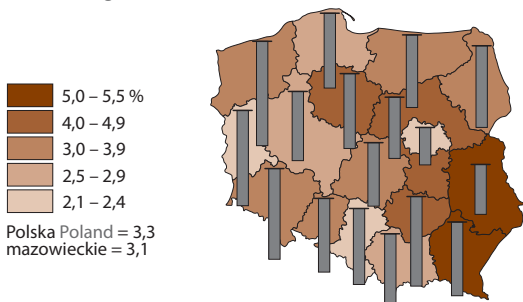 5,0 – 5,5 %
4,0 – 4,9
3,0 – 3,9
2,5 – 2,9
2,1 – 2,4
Polska Poland = 3,3
mazowieckie = 3,1